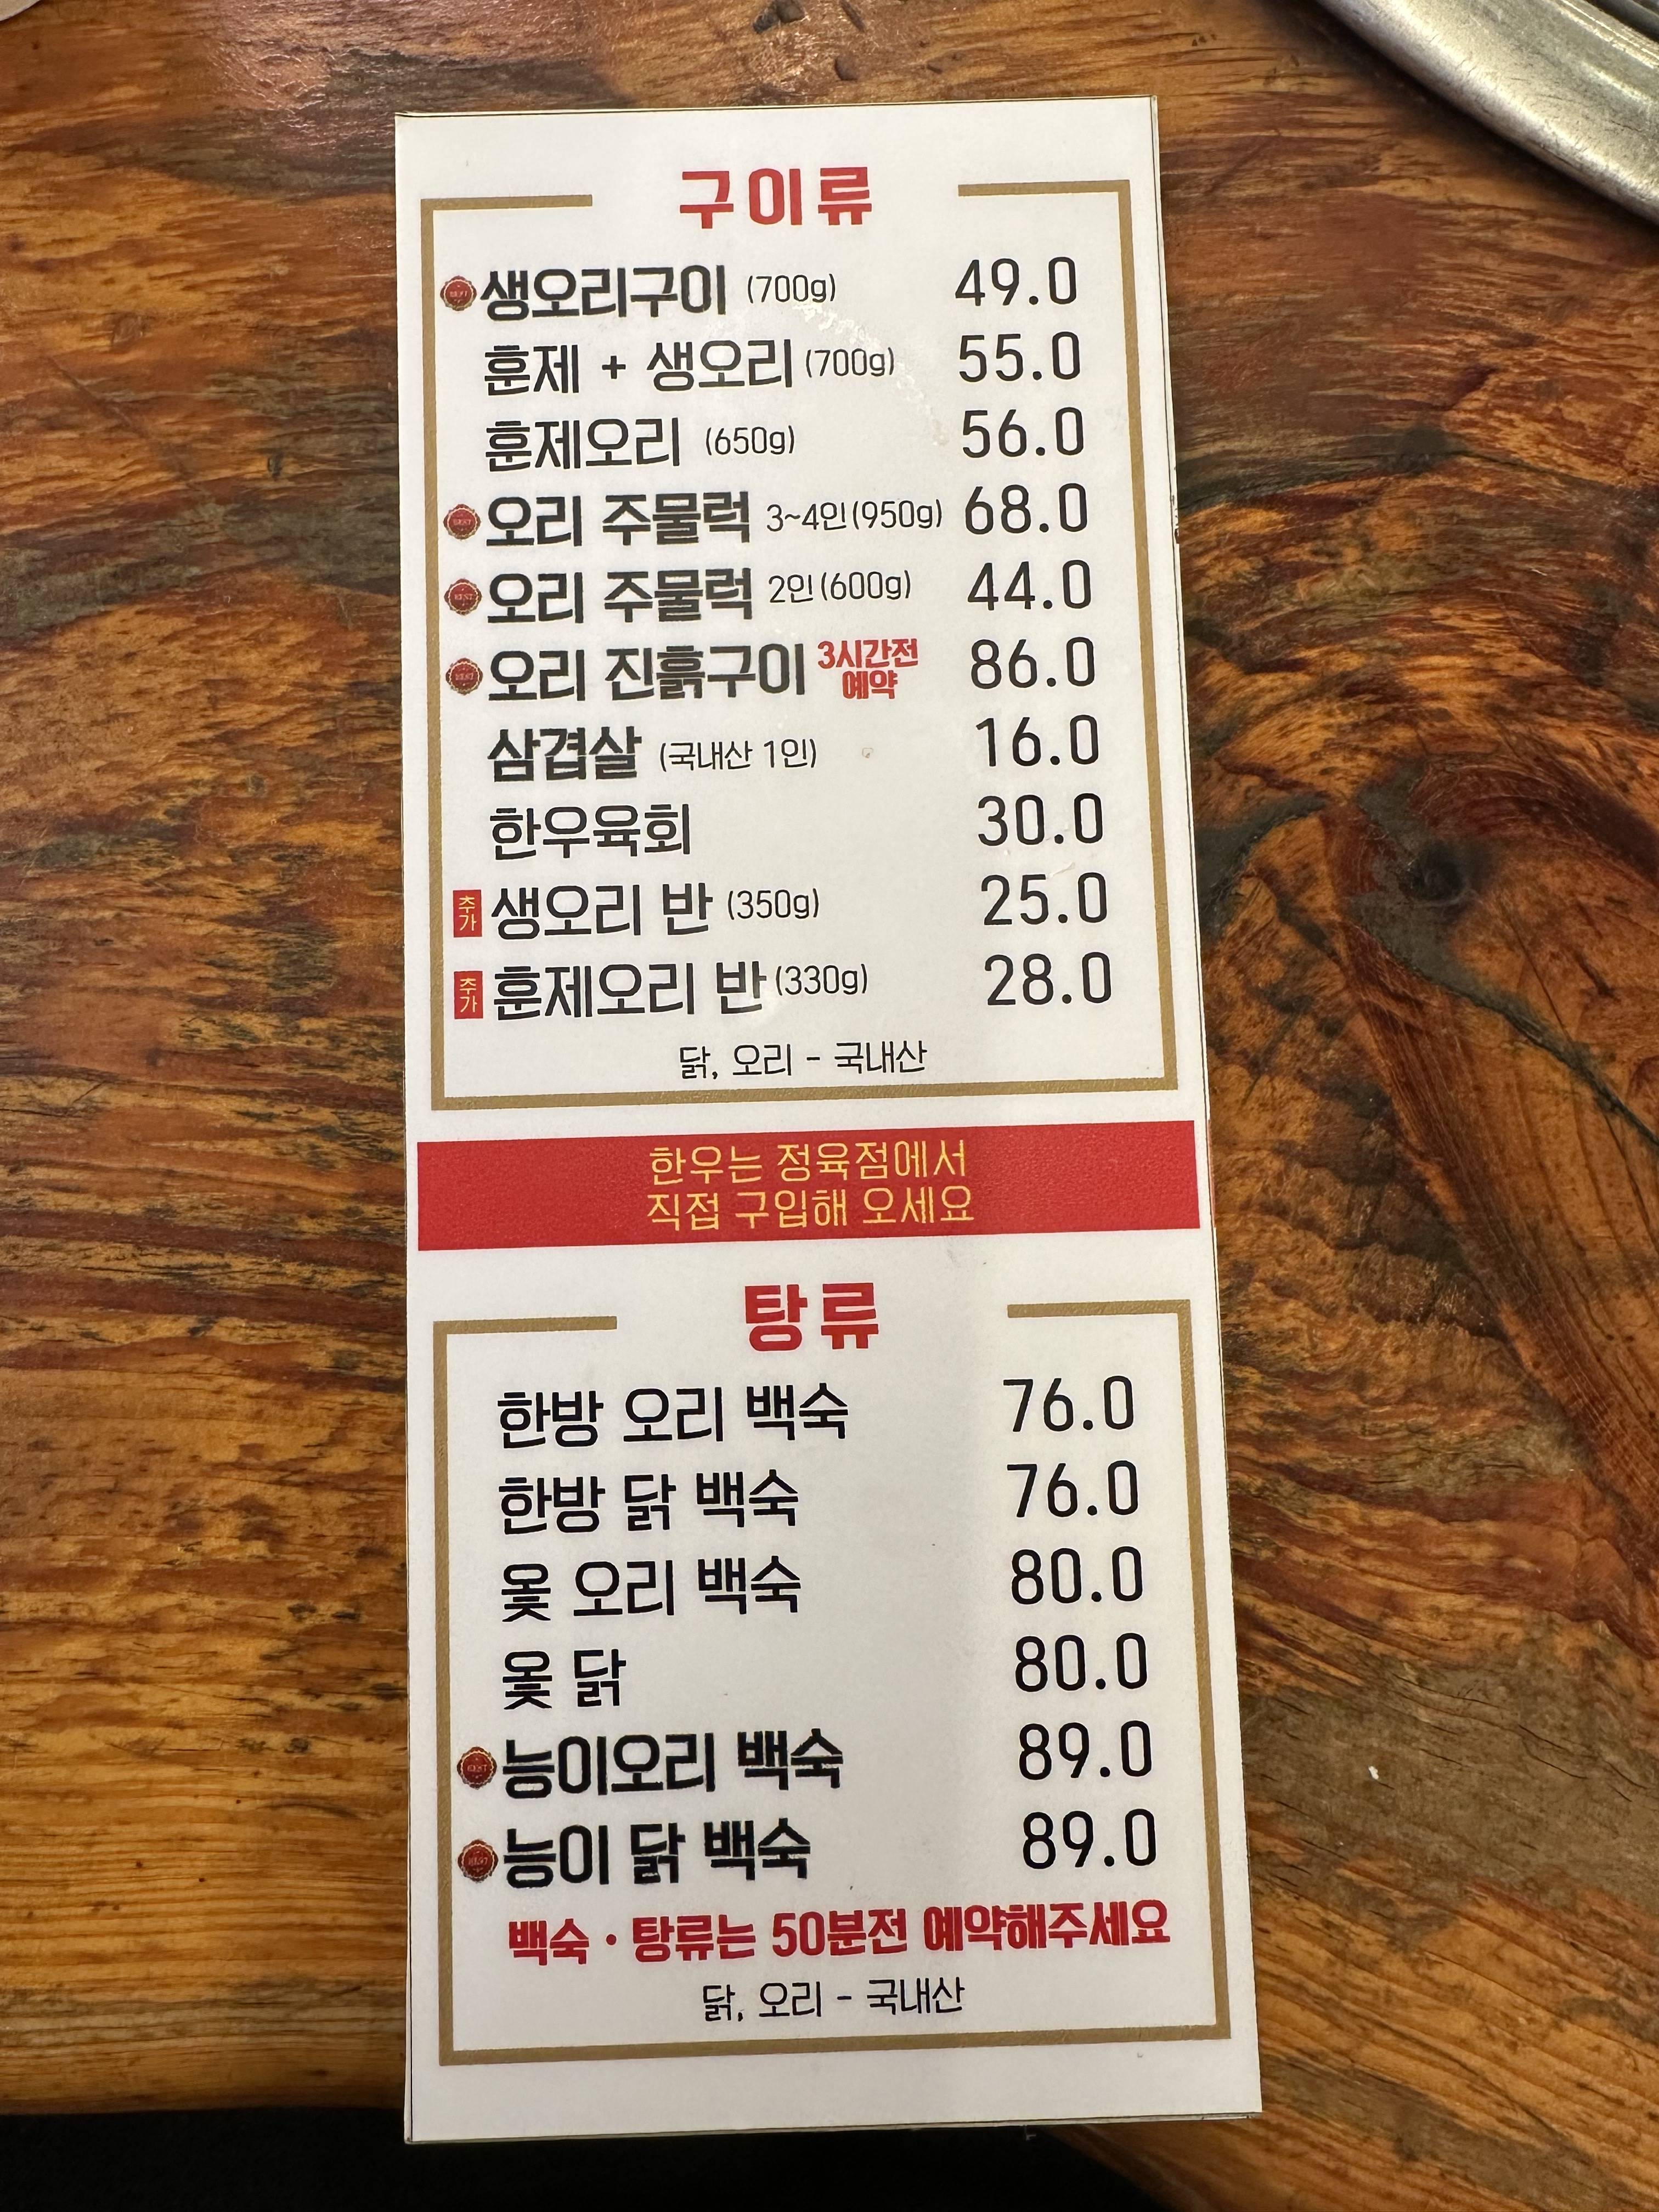 구이류
BEST 생오리구이 (700g) 49.0
훈제 + 생오리 (700g) 55.0
훈제오리 (650g) 56.0
BEST 오리 주물럭 3~4인(950g) 68.0
BEST 오리 주물럭 2인(600g) 44.0
BEST 오리 진흙구이 3시간전 예약 86.0
삼겹살 (국내산 1인) 16.0
한우육회 30.0
추가 생오리 반 (350g) 25.0
추가 훈제오리 반 (330g) 28.0
닭, 오리 - 국내산
한우는 정육점에서
직접 구입해 오세요
탕류
한방 오리 백숙 76.0
한방 닭 백숙 76.0
옻 오리 백숙 80.0
옻 닭 80.0
BEST 능이오리 백숙 89.0
BEST 능이 닭 백숙 89.0
백숙·탕류는 50분전 예약해주세요
닭, 오리 - 국내산